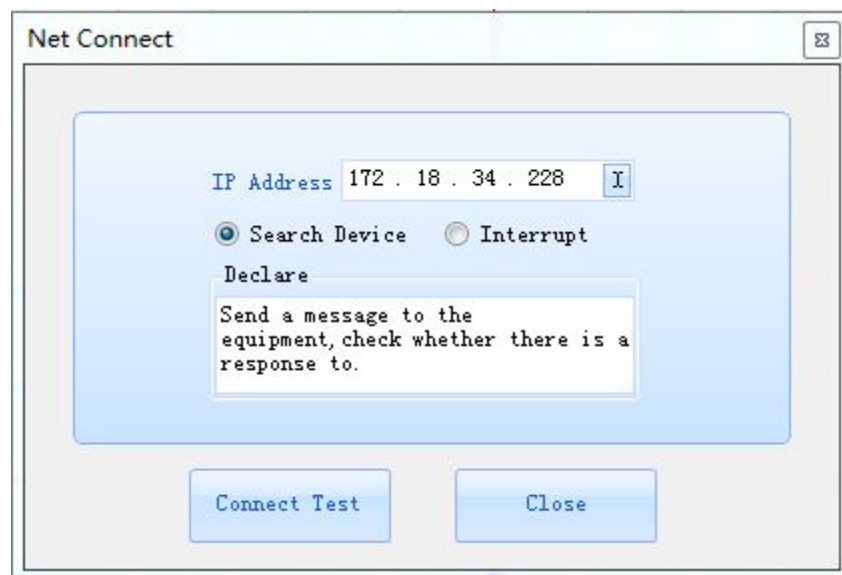 Net Connect
IP Address 172 . 18 . 34 . 228
Search Device Interrupt
Declare
Send a message to the
equipment, check whether there is a
response to.
Connect Test Close